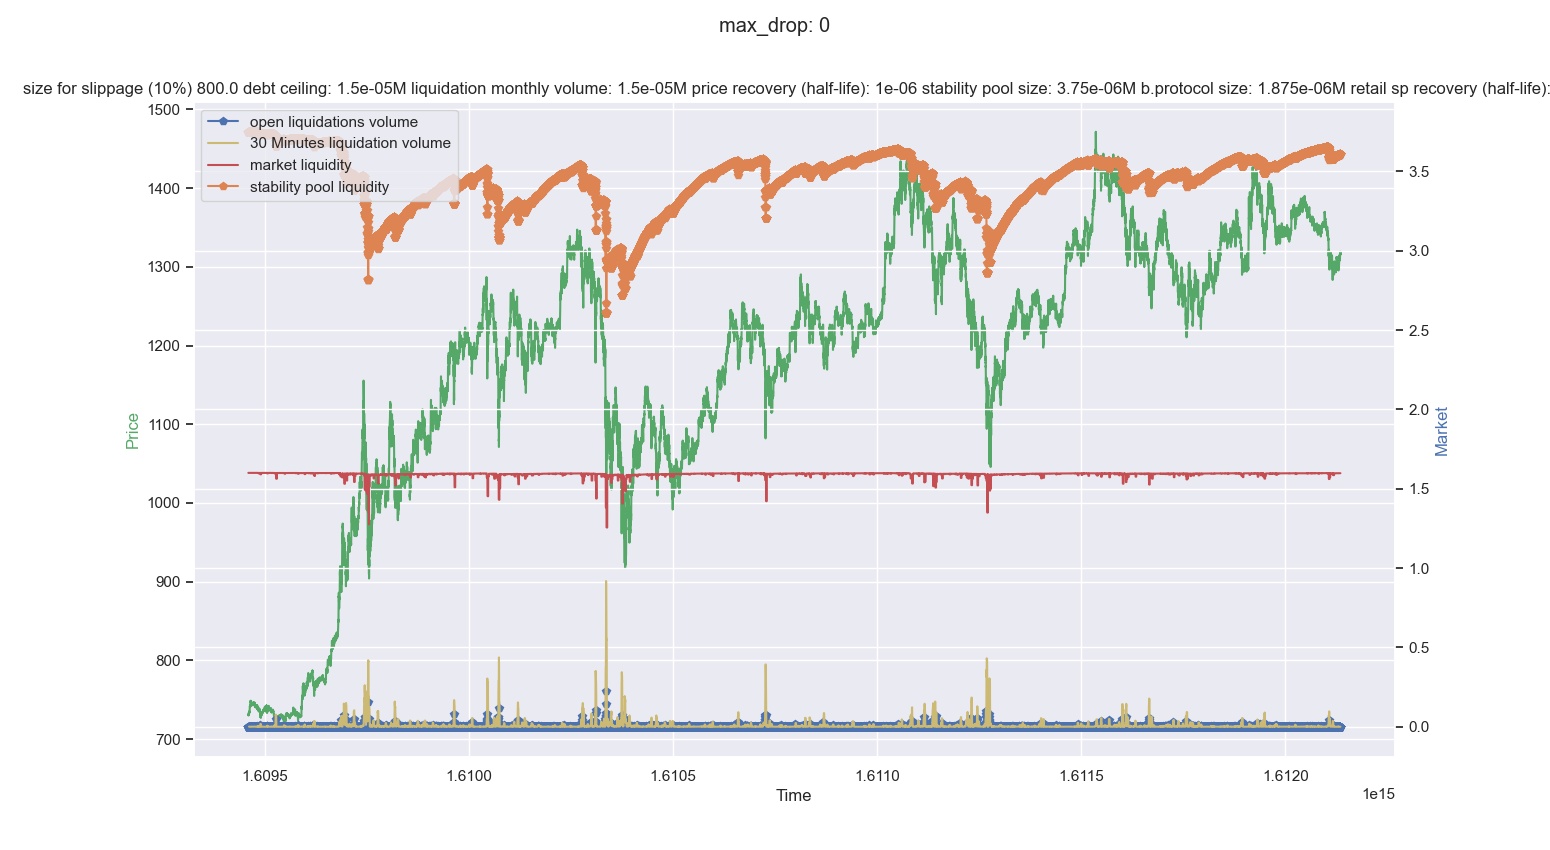 max_drop: 0
size for slippage (10%) 800.0 debt ceiling: 1.5e-05M liquidation monthly volume: 1.5e-05M price recovery (half-life): 1e-06 stability pool size: 3.75e-06M b.protocol size: 1.875e-06M retail sp recovery (half-life):
open liquidations volume
30 Minutes liquidation volume
market liquidity
stability pool liquidity
1500
1400
1300
1200
1100
1000
900
800
700
Price
3.5
3.0
2.5
2.0
1.5
1.0
0.5
0.0
Market
1.6095 1.6100 1.6105 1.6110 1.6115 1.6120
Time
1e15